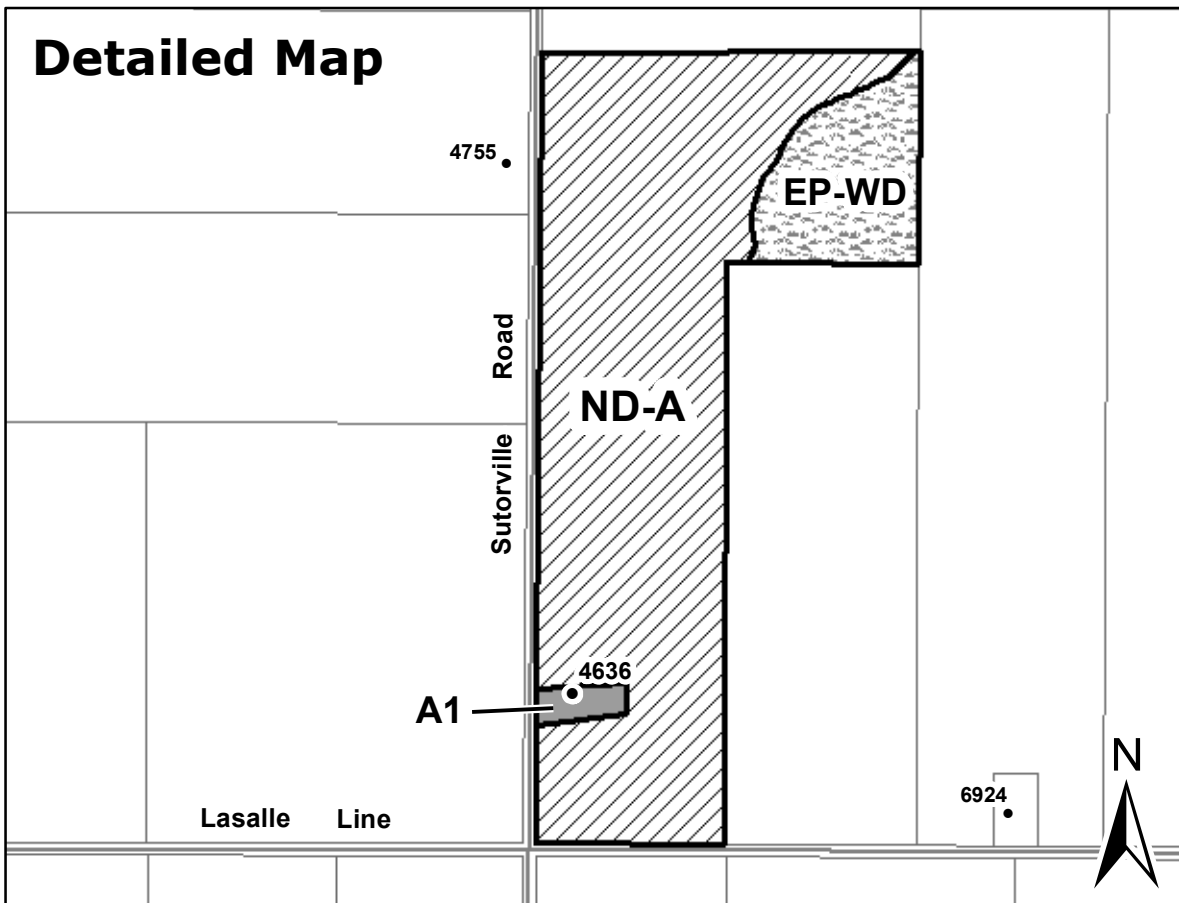 Detailed Map
4755
EP-WD
Road
ND-A
Sutorville
4636
A1
N
6924
Lasalle Line